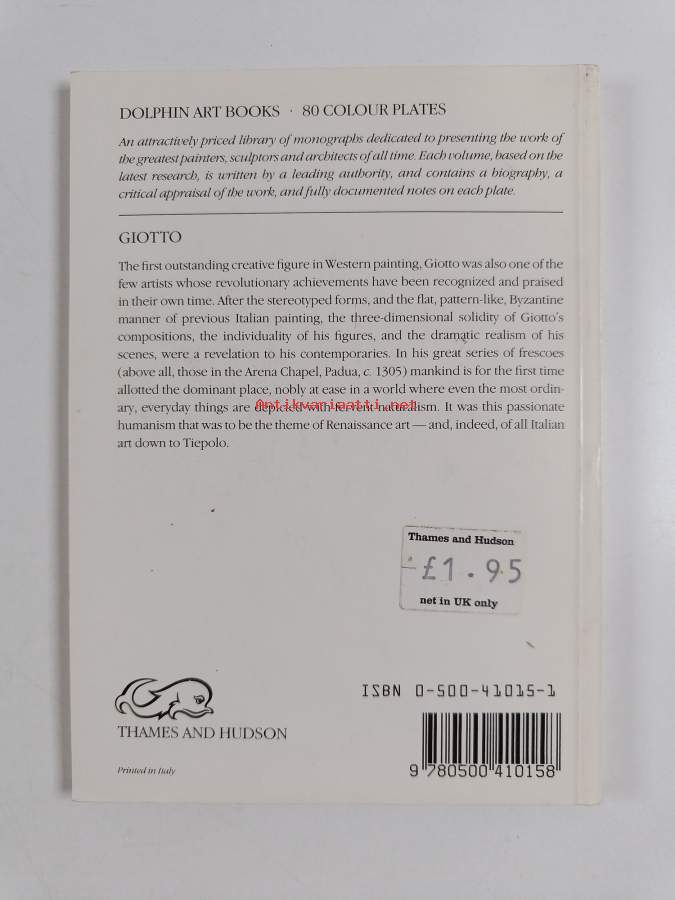 DOLPHIN ART BOOKS · 80 COLOUR PLATES
An attractively priced library of monographs dedicated to presenting the work of
the greatest painters, sculptors and architects of all time. Each volume, based on the
latest research, is written by a leading authority, and contains a biography, a
critical appraisal of the work, and fully documented notes on each plate.
GIOTTO
The first outstanding creative figure in Western painting, Giotto was also one of the
few artists whose revolutionary achievements have been recognized and praised
in their own time. After the stereotyped forms, and the flat, pattern-like, Byzantine
manner of previous Italian painting, the three-dimensional solidity of Giotto's
compositions, the individuality of his figures, and the dramatic realism of his
scenes, were a revelation to his contemporaries. In his great series of frescoes
(above all, those in the Arena Chapel, Padua, c. 1305) mankind is for the first time
allotted the dominant place, nobly at ease in a world where even the most ordin-
ary, everyday things are depicted with fervent naturalism. It was this passionate
Antikvariaatti.net
humanism that was to be the theme of Renaissance art — and, indeed, of all Italian
art down to Tiepolo.
Thames and Hudson
£1.95
net in UK only
ISBN 0-500-41015-1
9 780500 410158
THAMES AND HUDSON
Printed in Italy